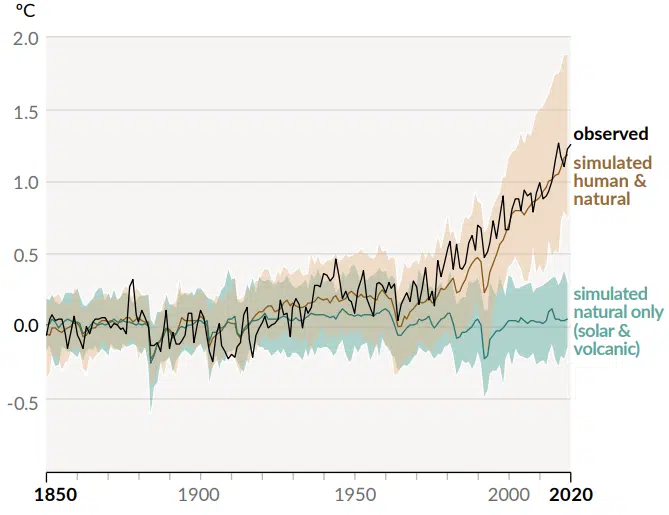 °C
2.0
1.5
1.0
0.5
0.0
-0.5
observed
simulated
human &
natural
simulated
natural only
(solar &
volcanic)
1850 1900 1950 2000 2020